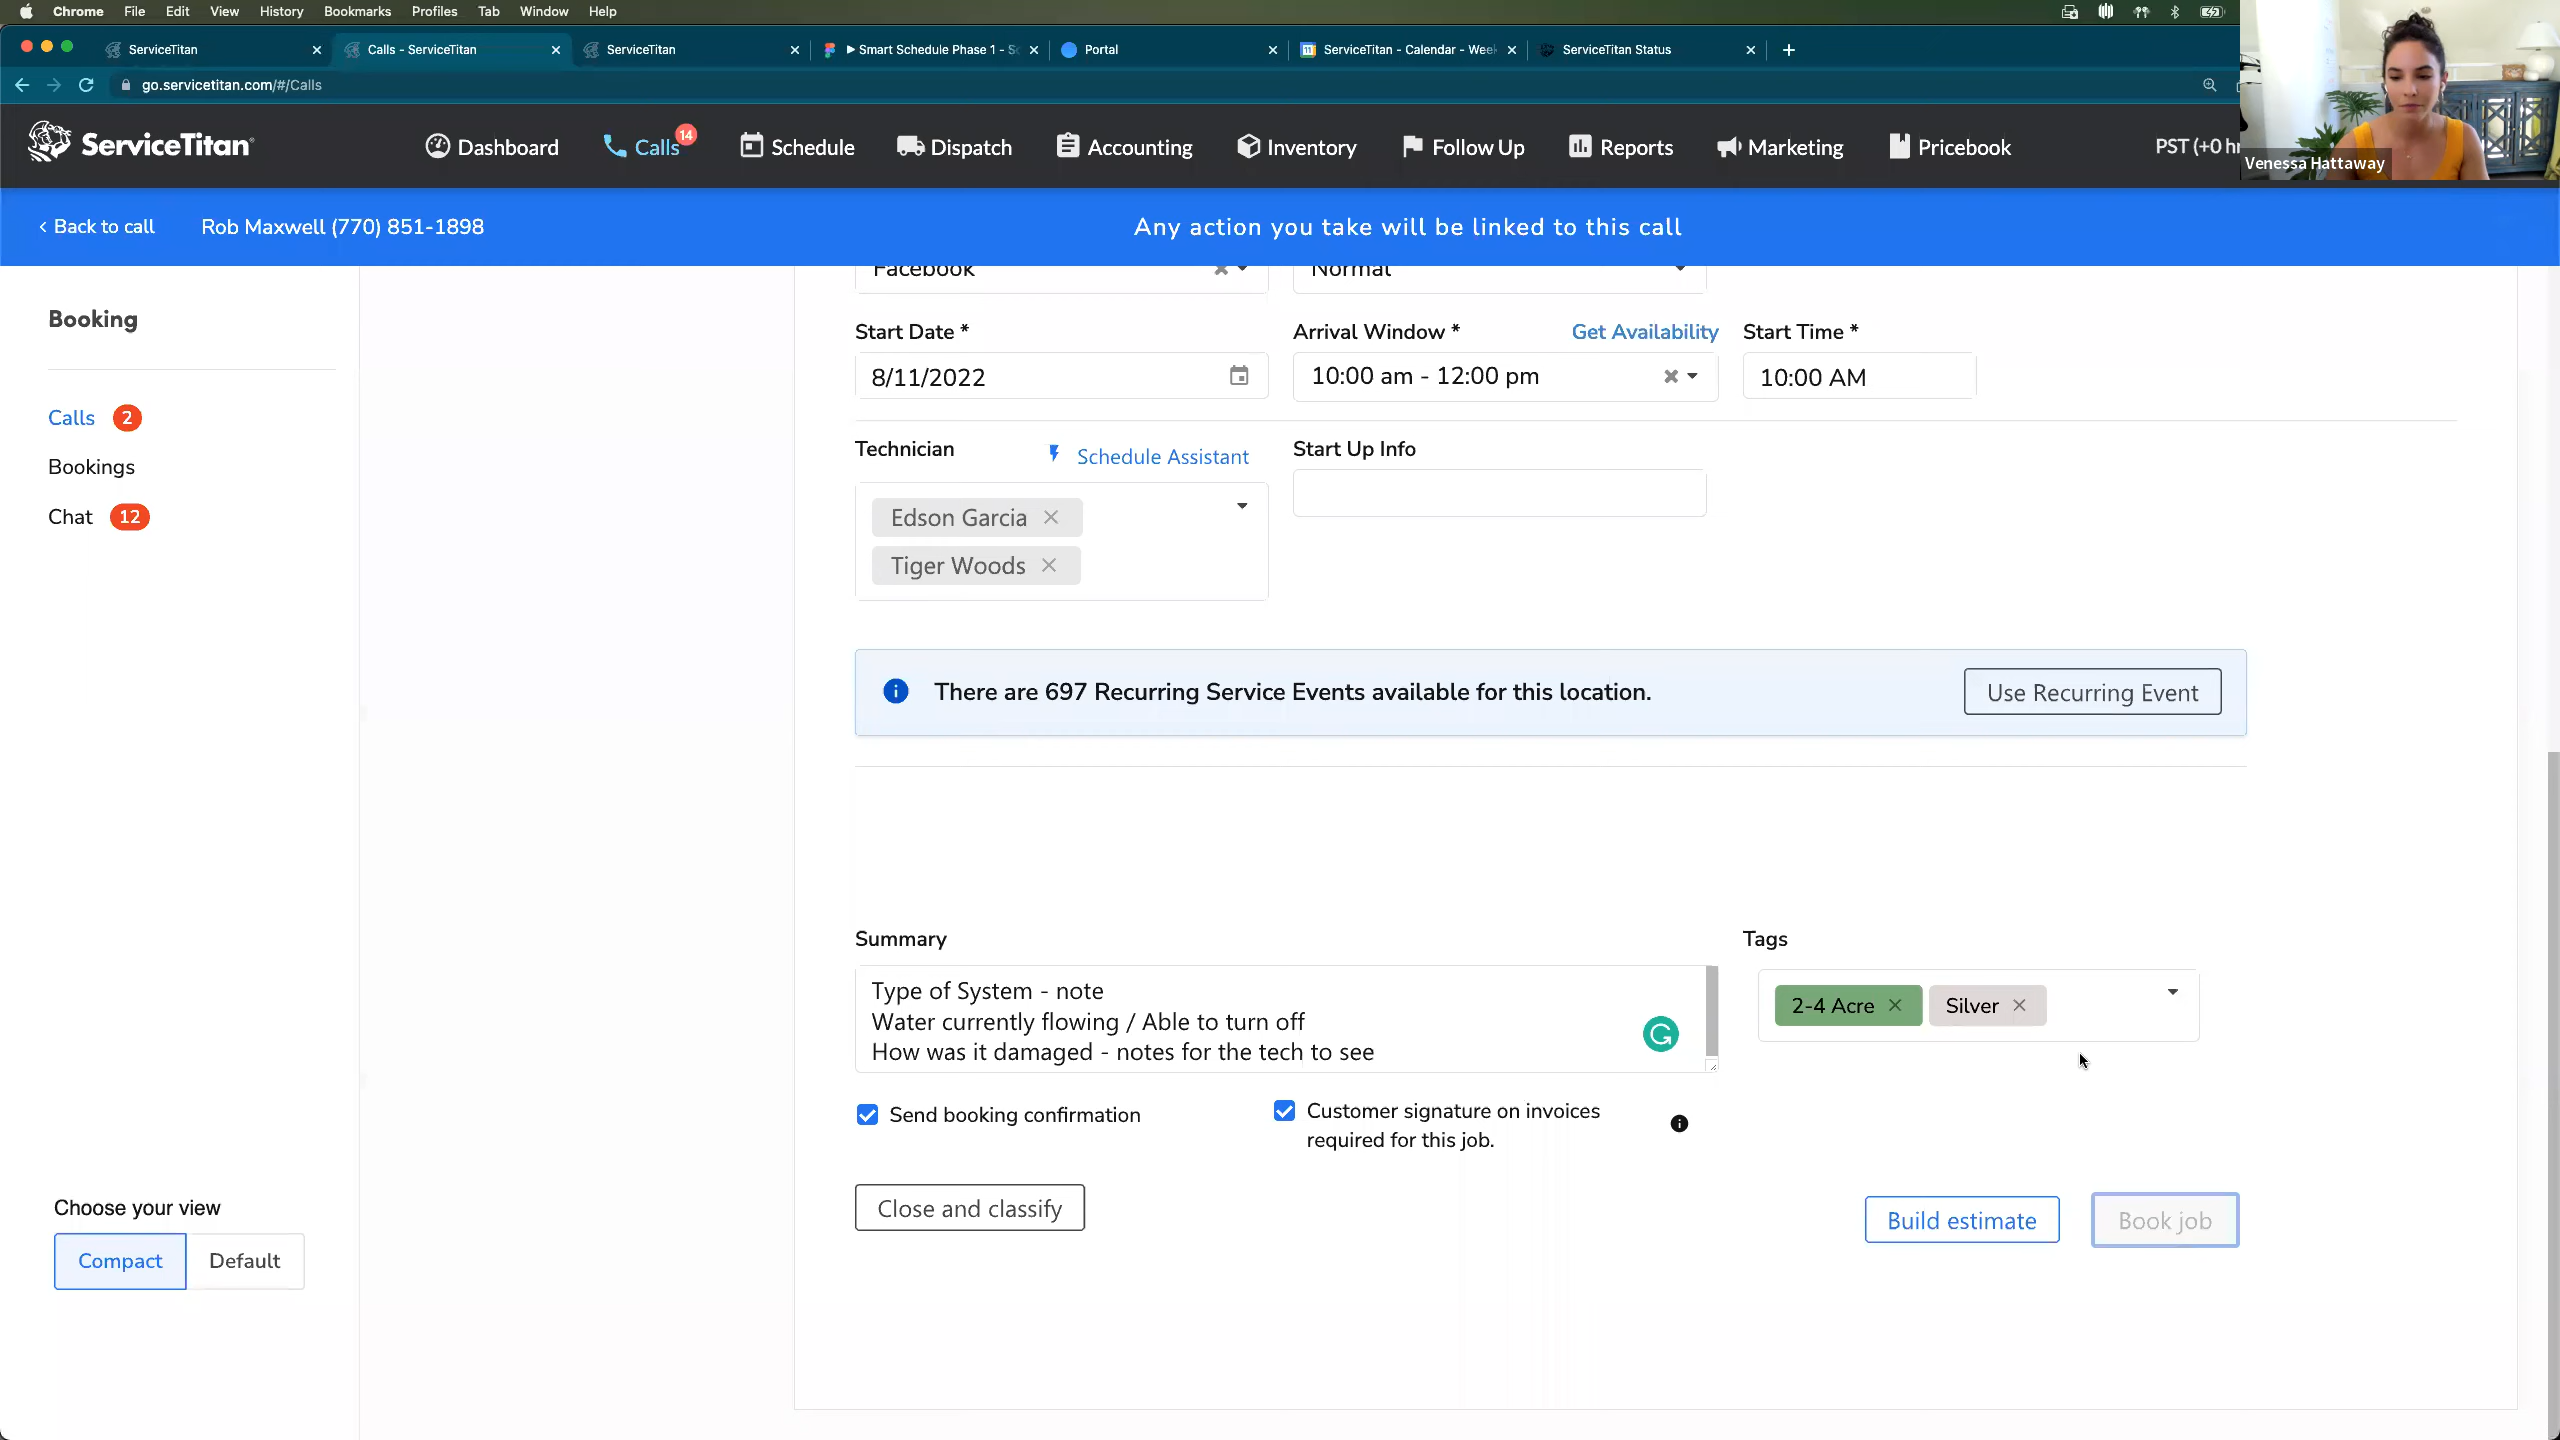 Chrome File Edit View History Bookmarks Profiles Tab Window Help
ServiceTitan
Calls - ServiceTitan
ServiceTitan
Smart Schedule Phase 1 - S
Portal
ServiceTitan - Calendar - Week
ServiceTitan Status
go.servicetitan.com/#/Calls
ServiceTitan
Dashboard
Calls 14
Schedule
Dispatch
Accounting
Inventory
Follow Up
Reports
Marketing
Pricebook
PST (+0 hr
Venessa Hattaway
Back to call
Rob Maxwell (770) 851-1898
Any action you take will be linked to this call
Booking
Calls 2
Bookings
Chat 12
Choose your view
Compact Default
Facebook
Normal
Start Date *
Arrival Window *
Get Availability
Start Time *
8/11/2022
10:00 am - 12:00 pm
10:00 AM
Technician
Schedule Assistant
Start Up Info
Edson Garcia
Tiger Woods
There are 697 Recurring Service Events available for this location.
Use Recurring Event
Summary
Tags
Type of System - note
Water currently flowing / Able to turn off
How was it damaged - notes for the tech to see
2-4 Acre
Silver
Send booking confirmation
Customer signature on invoices
required for this job.
Close and classify
Build estimate
Book job